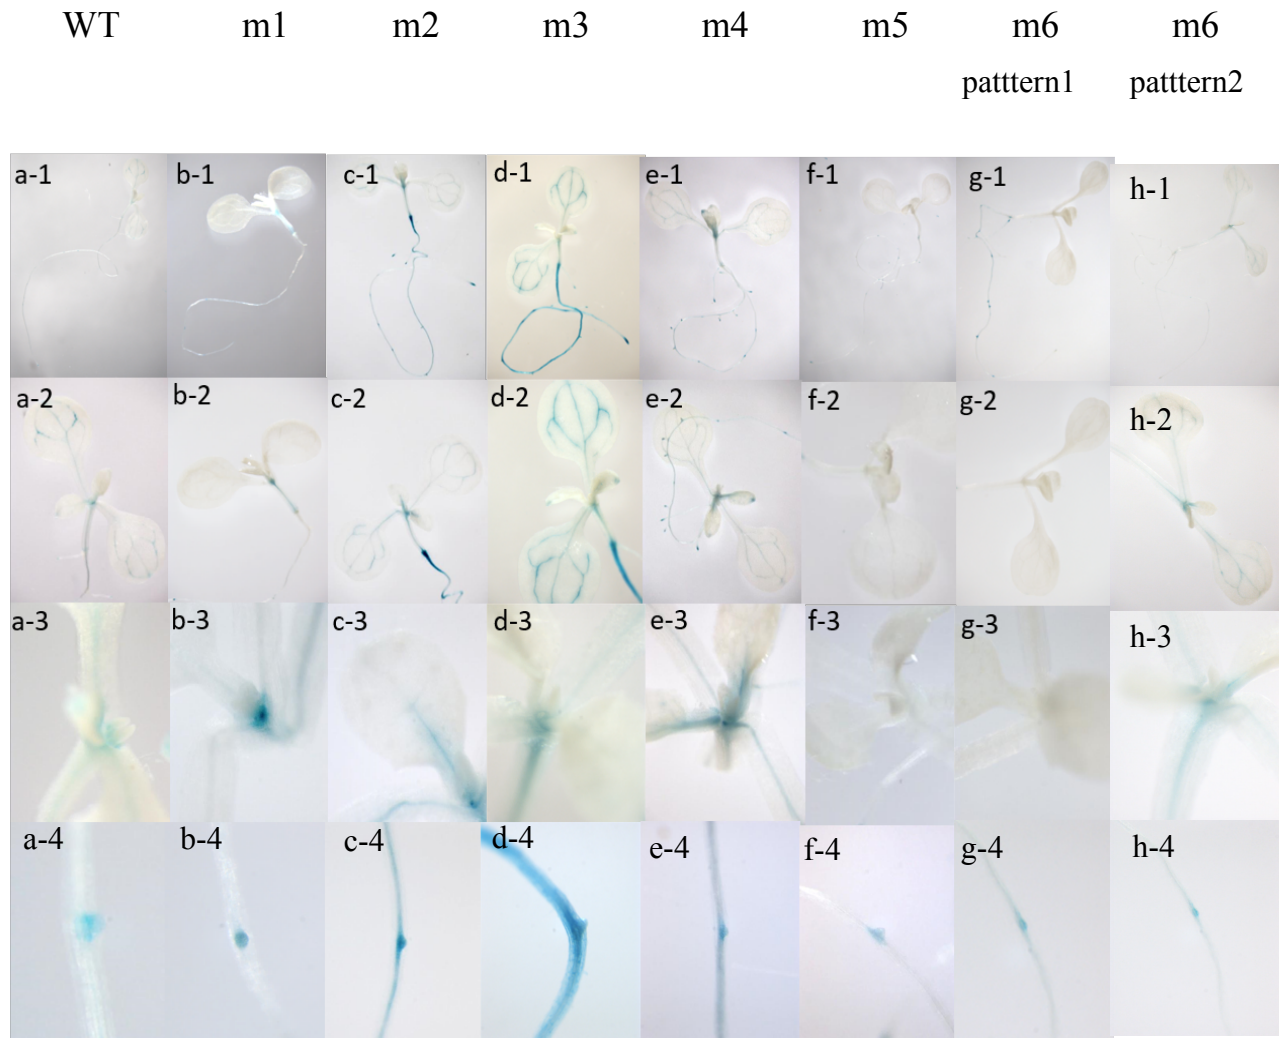 WT m1 m2 m3 m4 m5 m6 m6
patttern1 patttern2
a-1 b-1 c-1 d-1 e-1 f-1 g-1 h-1
a-2 b-2 c-2 d-2 e-2 f-2 g-2 h-2
a-3 b-3 c-3 d-3 e-3 f-3 g-3 h-3
a-4 b-4 c-4 d-4 e-4 f-4 g-4 h-4